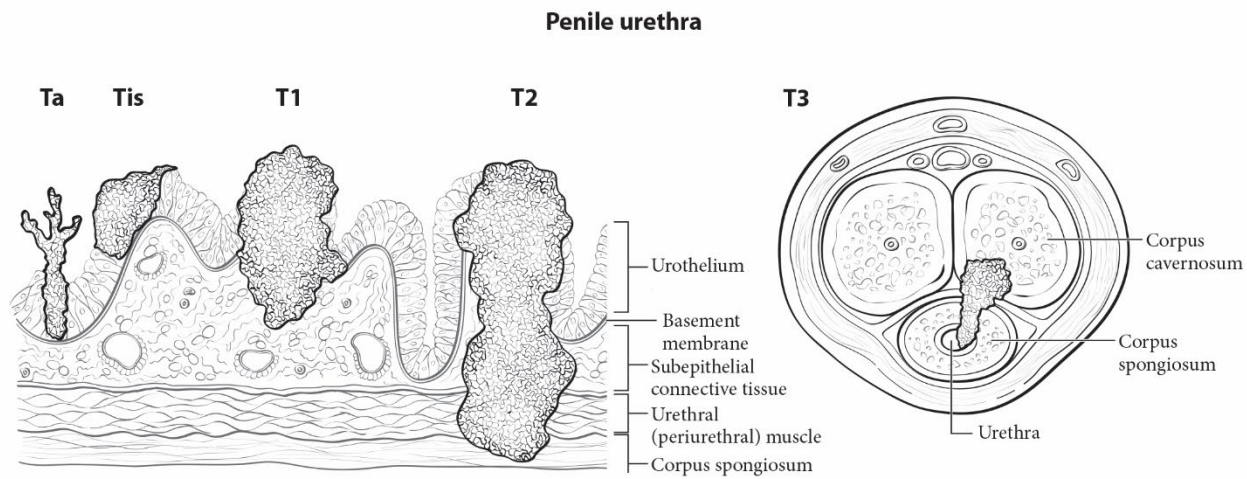 Penile urethra
Ta
Tis
T1
T2
T3
Urothelium
Basement
membrane
Subepithelial
connective tissue
Urethral
(periurethral) muscle
Corpus spongiosum
Corpus
cavernosum
Corpus
spongiosum
Urethra